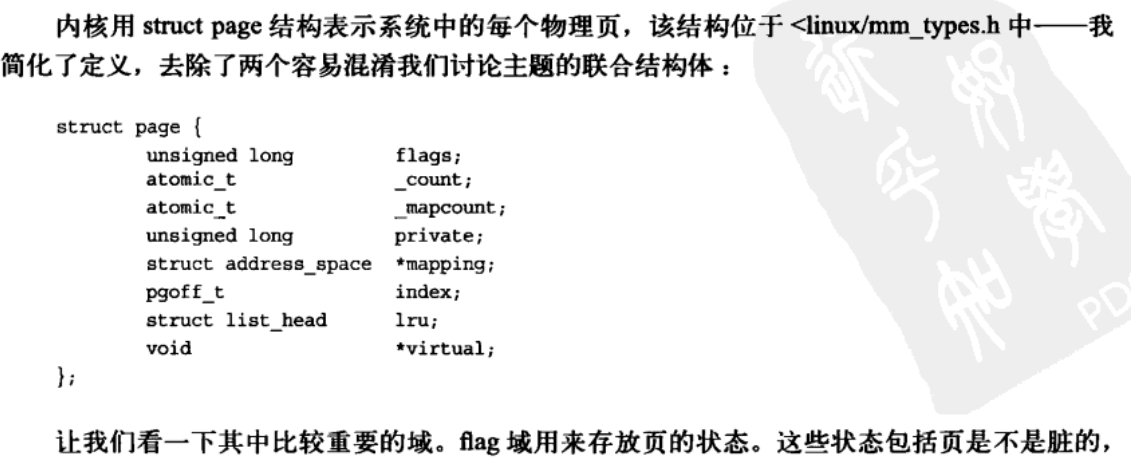 内核用 struct page 结构表示系统中的每个物理页，该结构位于 <linux/mm_types.h 中——我
简化了定义，去除了两个容易混淆我们讨论主题的联合结构体：
struct page {
unsigned long flags;
atomic_t _count;
atomic_t _mapcount;
unsigned long private;
struct address_space *mapping;
pgoff_t index;
struct list_head lru;
void *virtual;
};
让我们看一下其中比较重要的域。flag 域用来存放页的状态。这些状态包括页是不是脏的，